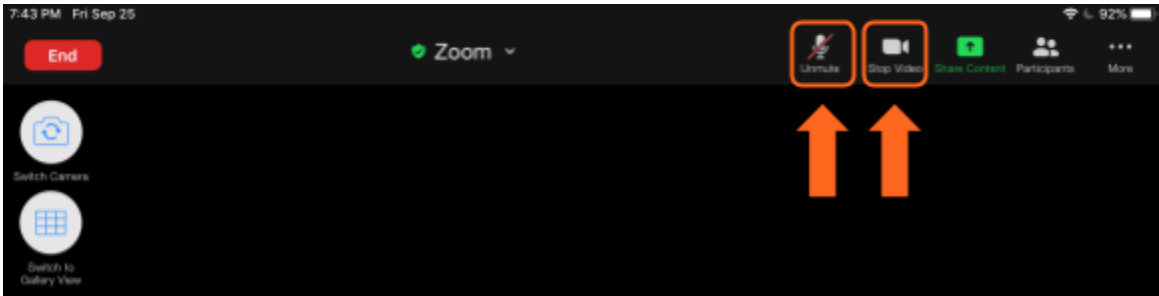 7:43 PM Fri Sep 25
92%
End
Zoom
Unmute
Stop Video
Share Content
Participants
More
Switch Camera
Switch to
Gallery View